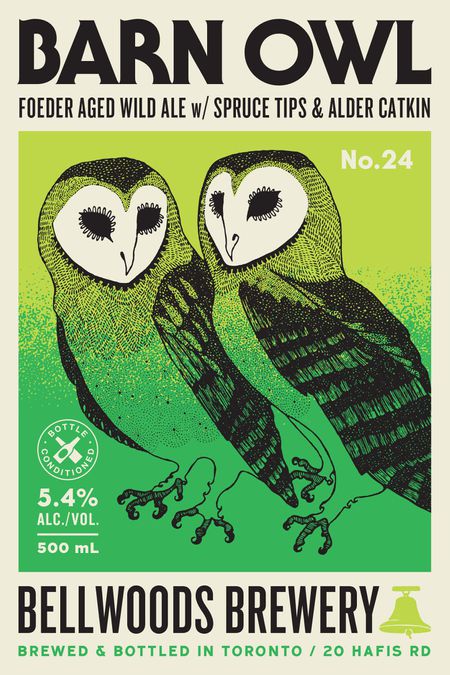 BARN OWL
FOEDER AGED WILD ALE w/ SPRUCE TIPS & ALDER CATKIN
No.24
BOTTLE CONDITIONED
5.4%
ALC./VOL.
500 mL
BELLWOODS BREWERY
BREWED & BOTTLED IN TORONTO / 20 HAFIS RD